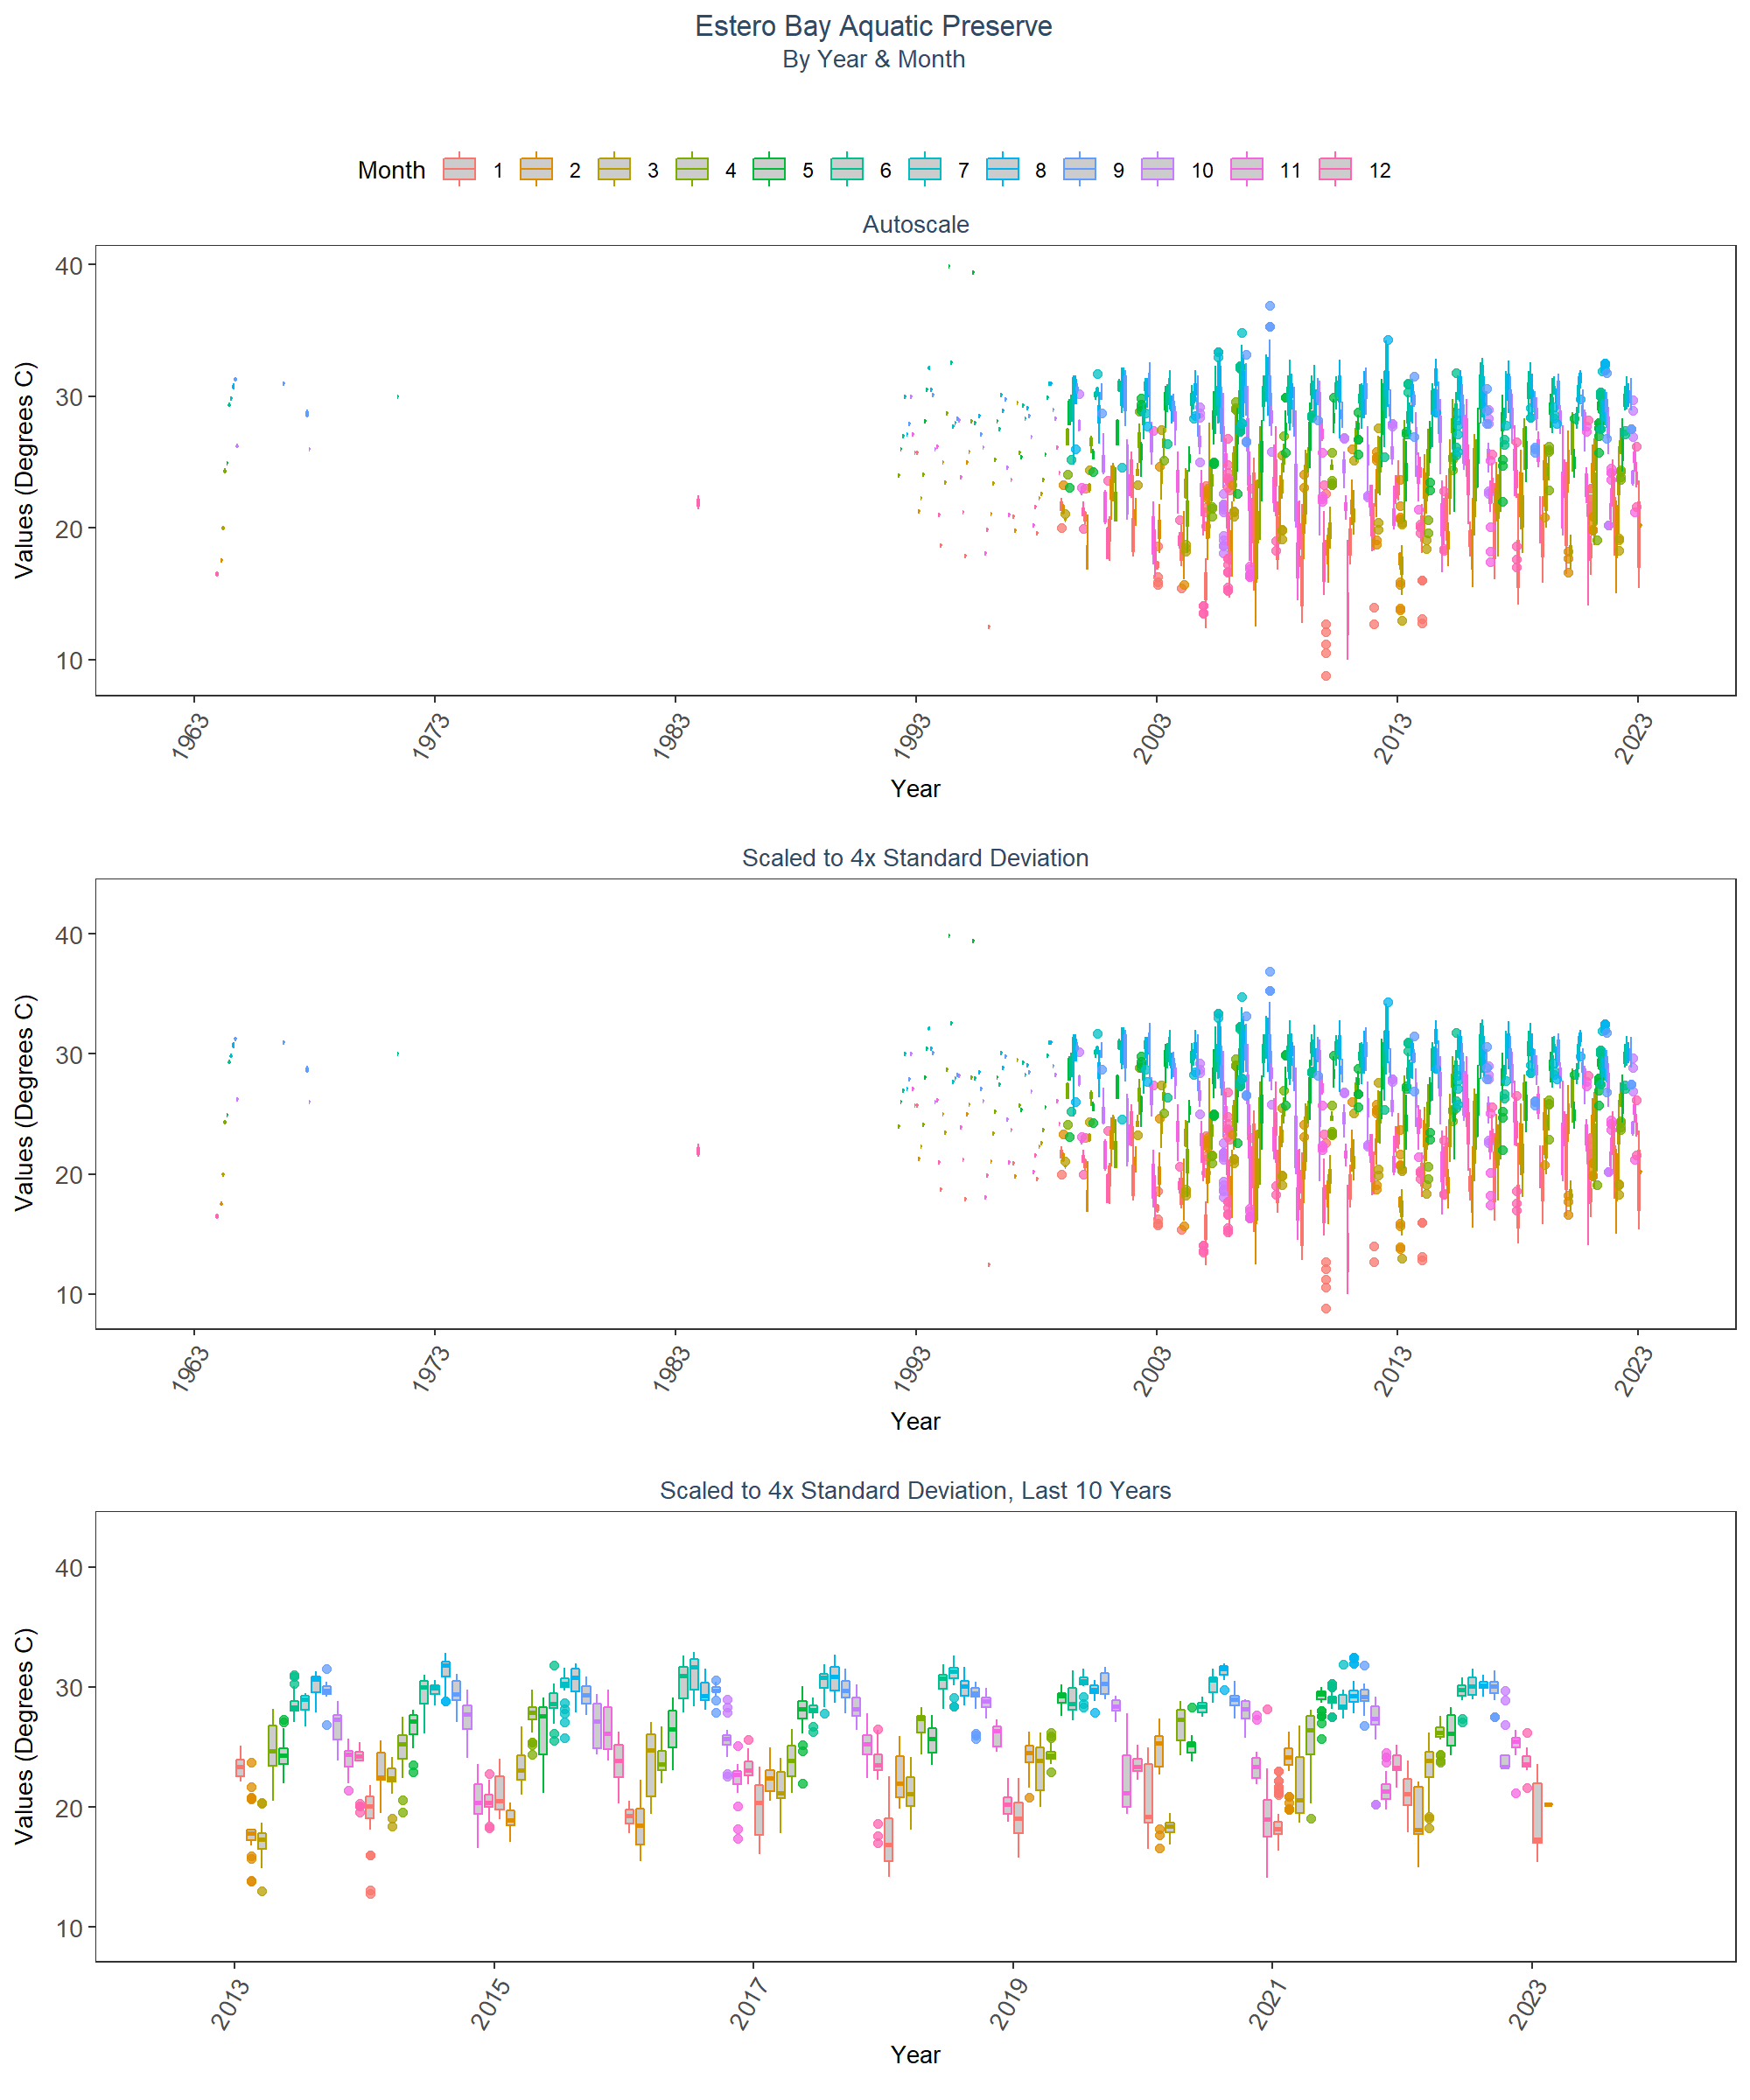 Estero Bay Aquatic Preserve
By Year & Month
Month 1 2 3 4 5 6 7 8 9 10 11 12
Autoscale
Values (Degrees C)
40
30
20
10
1963 1973 1983 1993 2003 2013 2023
Year
Scaled to 4x Standard Deviation
Values (Degrees C)
40
30
20
10
1963 1973 1983 1993 2003 2013 2023
Year
Scaled to 4x Standard Deviation, Last 10 Years
Values (Degrees C)
40
30
20
10
2013 2015 2017 2019 2021 2023
Year